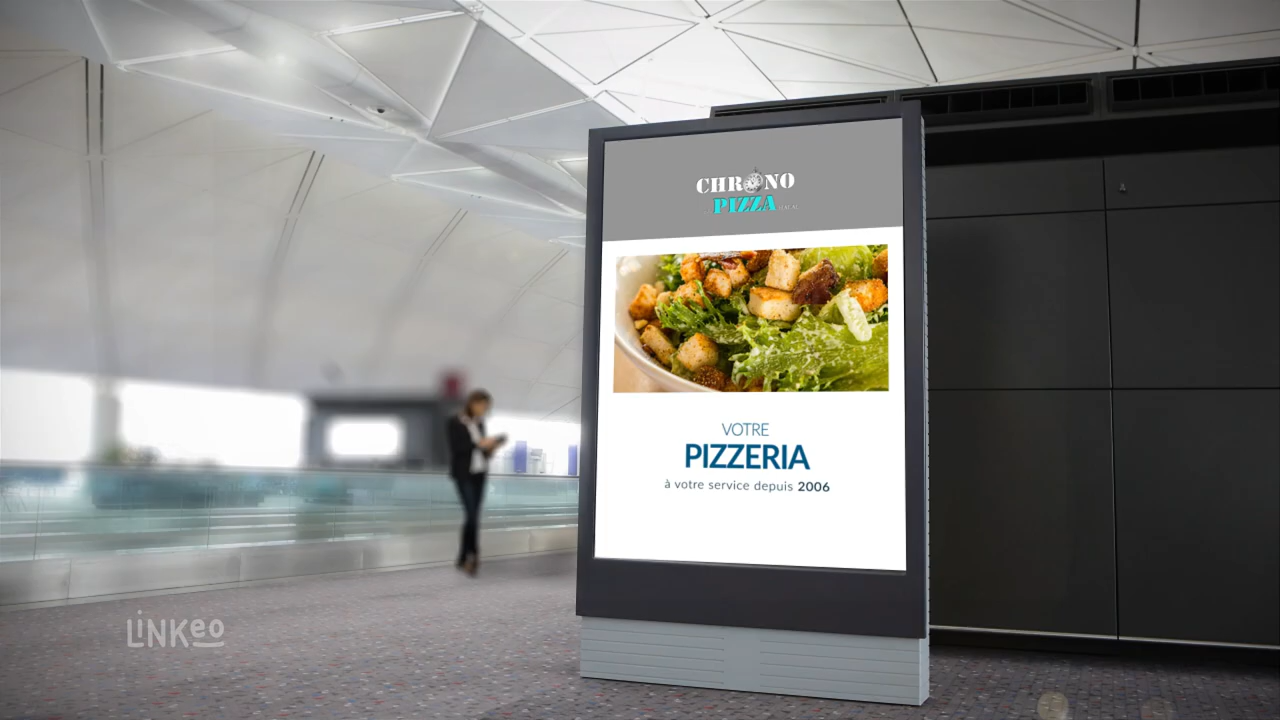 CHRONO
PIZZA
VOTRE
PIZZERIA
à votre service depuis 2006
LiNKeo